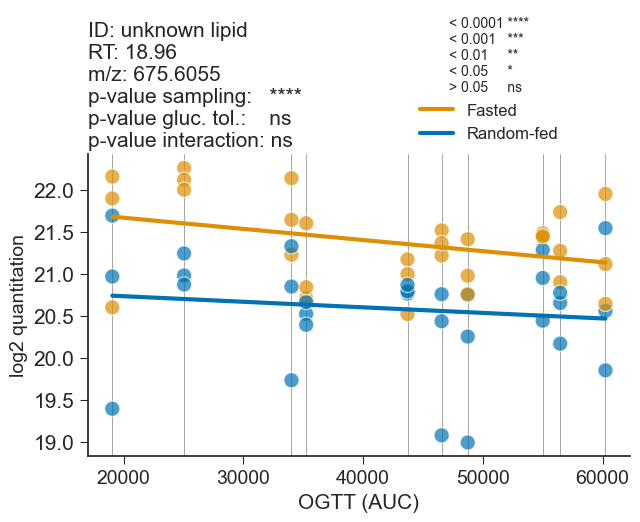 ID: unknown lipid
RT: 18.96
m/z: 675.6055
p-value sampling: ****
p-value gluc. tol.: ns
p-value interaction: ns
< 0.0001 ****
< 0.001 ***
< 0.01 **
< 0.05 *
> 0.05 ns
Fasted
Random-fed
log2 quantitation
22.0
21.5
21.0
20.5
20.0
19.5
19.0
20000 30000 40000 50000 60000
OGTT (AUC)